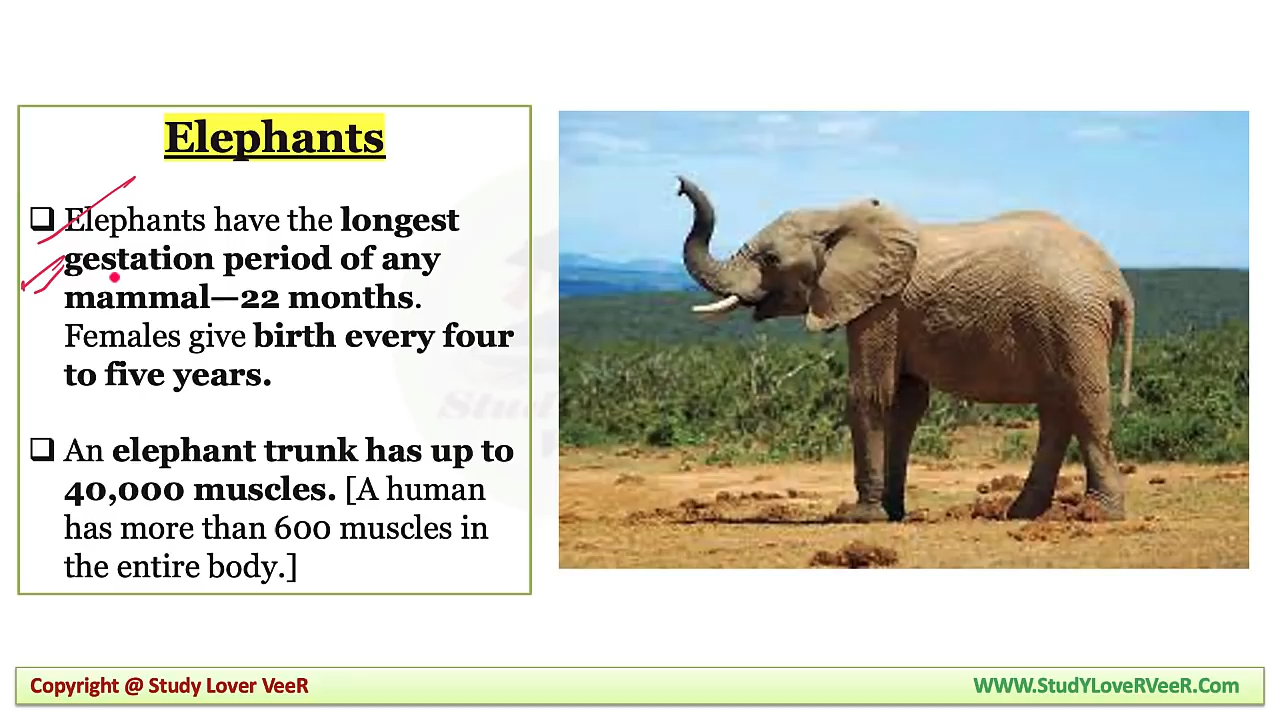 Elephants
❑ Elephants have the longest
gestation period of any
mammal—22 months.
Females give birth every four
to five years.
❑ An elephant trunk has up to
40,000 muscles. [A human
has more than 600 muscles in
the entire body.]
Copyright @ Study Lover VeeR
WWW.StudYLoveRVeeR.Com